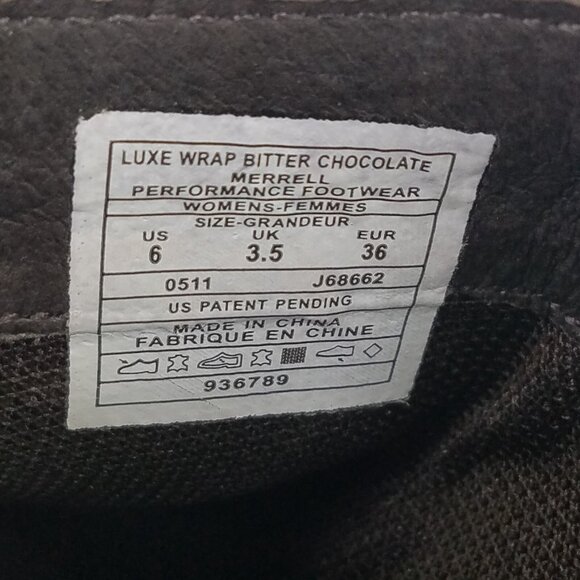 LUXE WRAP BITTER CHOCOLATE
MERRELL
PERFORMANCE FOOTWEAR
WOMENS-FEMMES
SIZE-GRANDEUR
US UK EUR
6 3.5 36
0511 J68662
US PATENT PENDING
MADE IN CHINA
FABRIQUE EN CHINE
936789